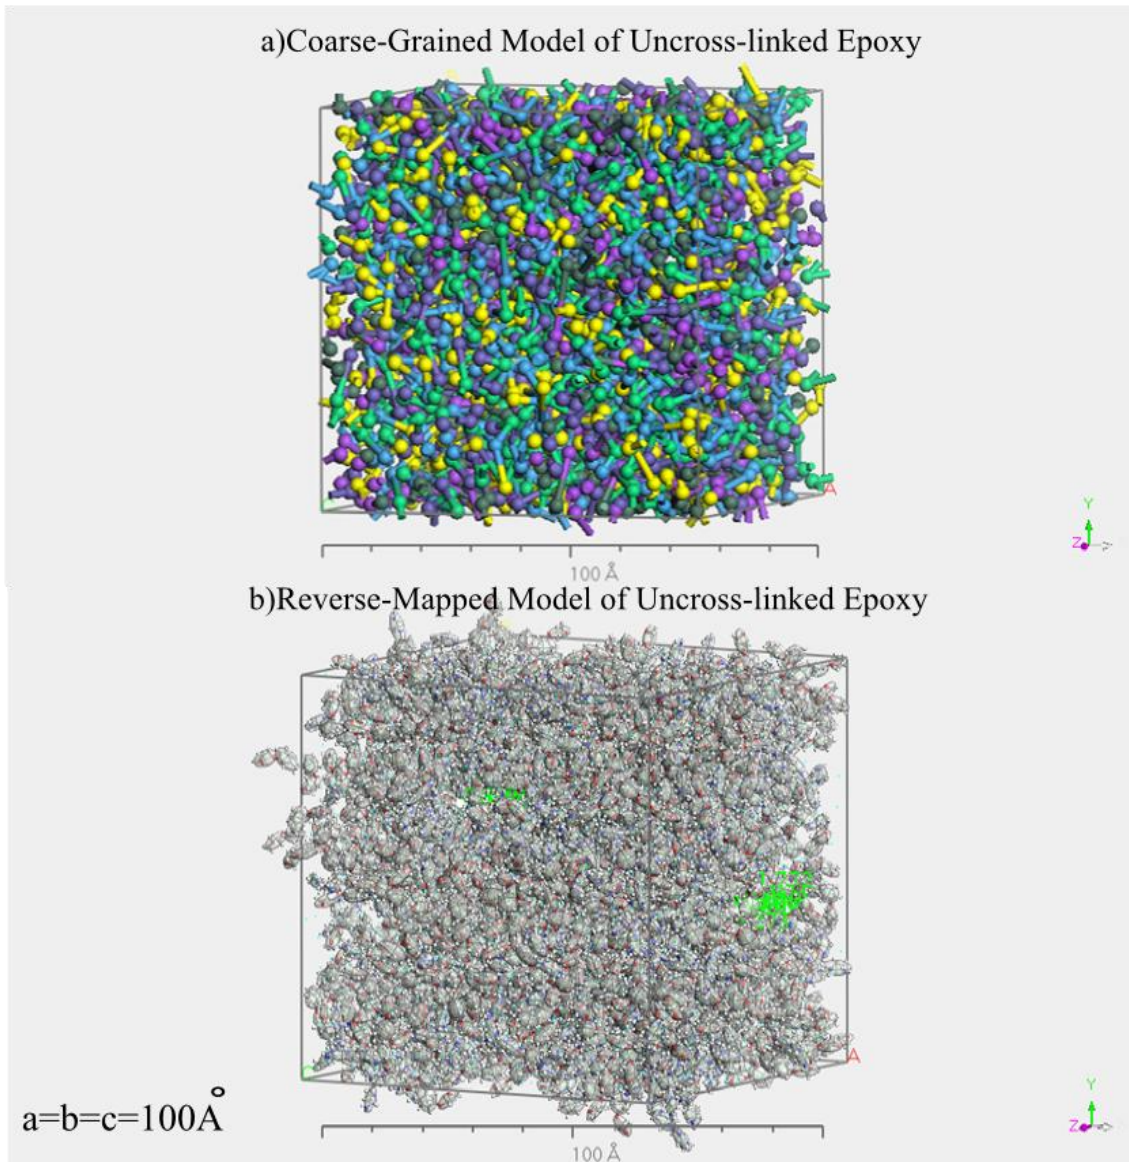 a)Coarse-Grained Model of Uncross-linked Epoxy
A
Y
Z
100 Å
b)Reverse-Mapped Model of Uncross-linked Epoxy
A
C
a=b=c=100Å
Y
Z
100 Å